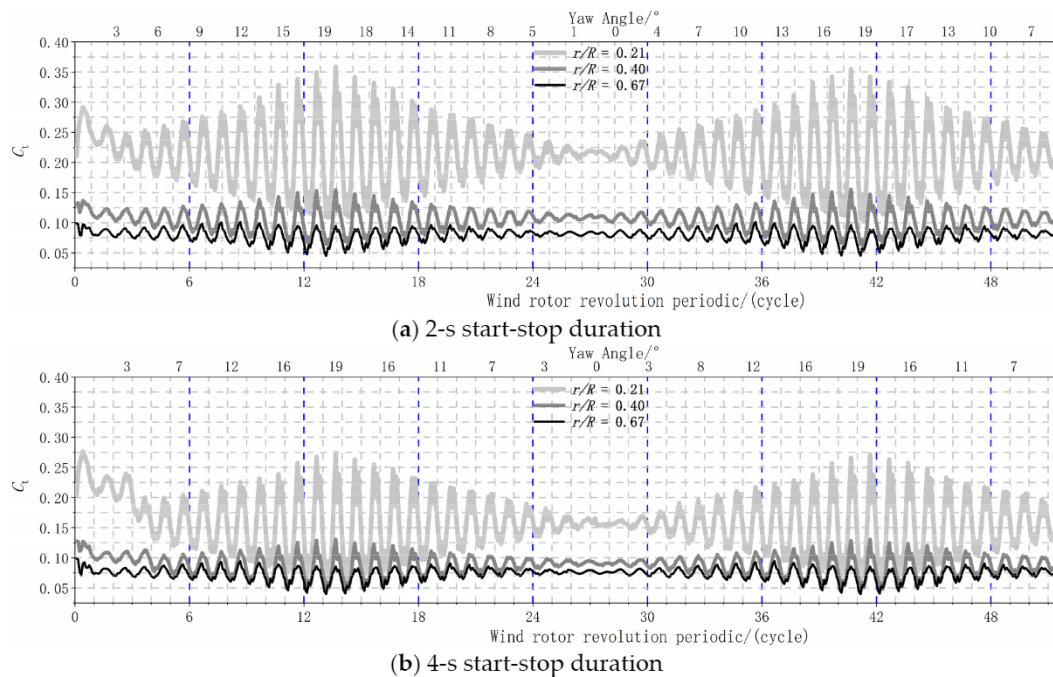 Yaw Angle/°
3 6 9 12 15 18 19 18 14 11 8 5 1 0 4 7 10 13 16 19 17 13 10 7
0.40
0.35
0.30
0.25
0.20
0.15
0.10
0.05
C_t
r/R = 0.21
r/R = 0.40
r/R = 0.67
0 6 12 18 24 30 36 42 48
Wind rotor revolution periodic/(cycle)
(a) 2-s start-stop duration
Yaw Angle/°
3 7 12 16 19 16 11 7 3 0 3 8 12 16 19 16 11 7
0.40
0.35
0.30
0.25
0.20
0.15
0.10
0.05
C_t
r/R = 0.21
r/R = 0.40
r/R = 0.67
0 6 12 18 24 30 36 42 48
Wind rotor revolution periodic/(cycle)
(b) 4-s start-stop duration